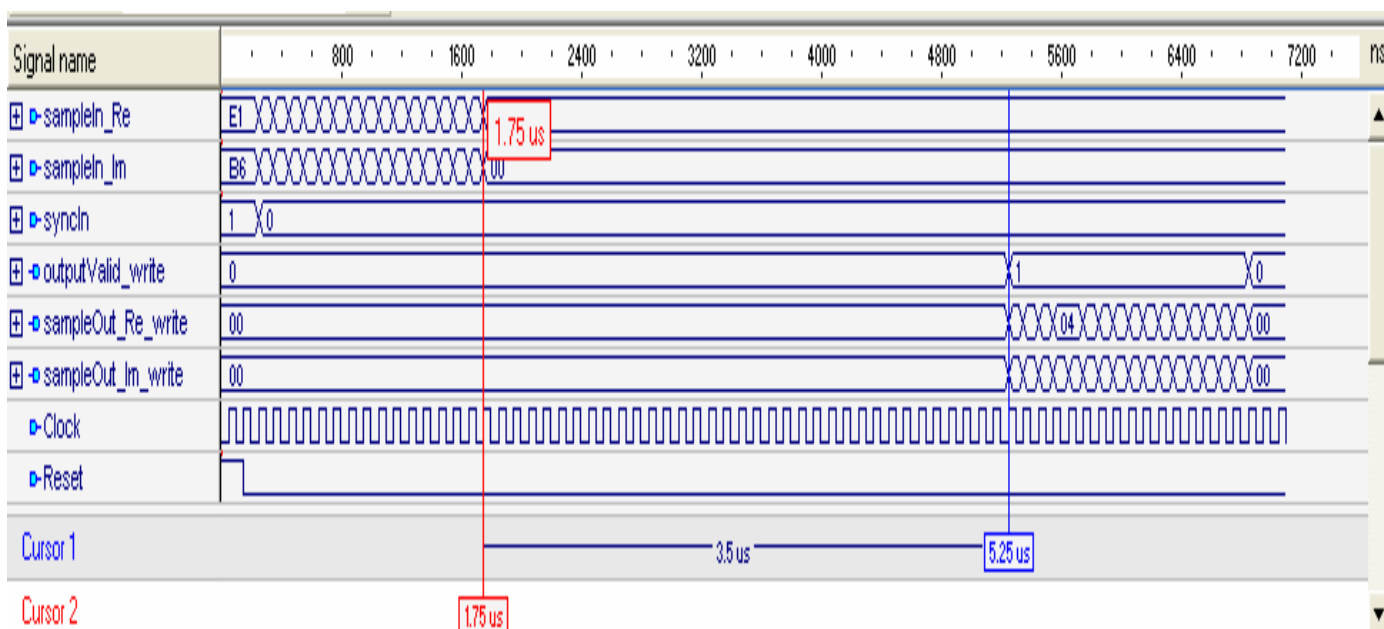 Signal name 800 1600 2400 3200 4000 4800 5600 6400 7200 ns
sampleIn_Re E1
1.75 us
sampleIn_Im B6 00
syncIn 1 0
outputValid_write 0 1 0
sampleOut_Re_write 00 04 00
sampleOut_Im_write 00 00
Clock
Reset
Cursor 1 3.5 us 5.25 us
Cursor 2 1.75 us